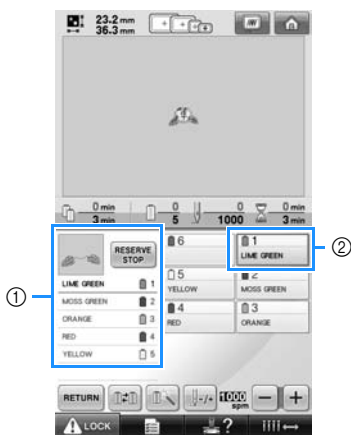 23.2 mm
36.3 mm
0 min
3 min
0
5
0
1000
0 min
3 min
RESERVE
STOP
LIME GREEN 1
MOSS GREEN 2
ORANGE 3
RED 4
YELLOW 5
6
1
LIME GREEN
5
YELLOW
2
MOSS GREEN
4
RED
3
ORANGE
①
②
RETURN
-/+
1000
spm
－
+
LOCK
?